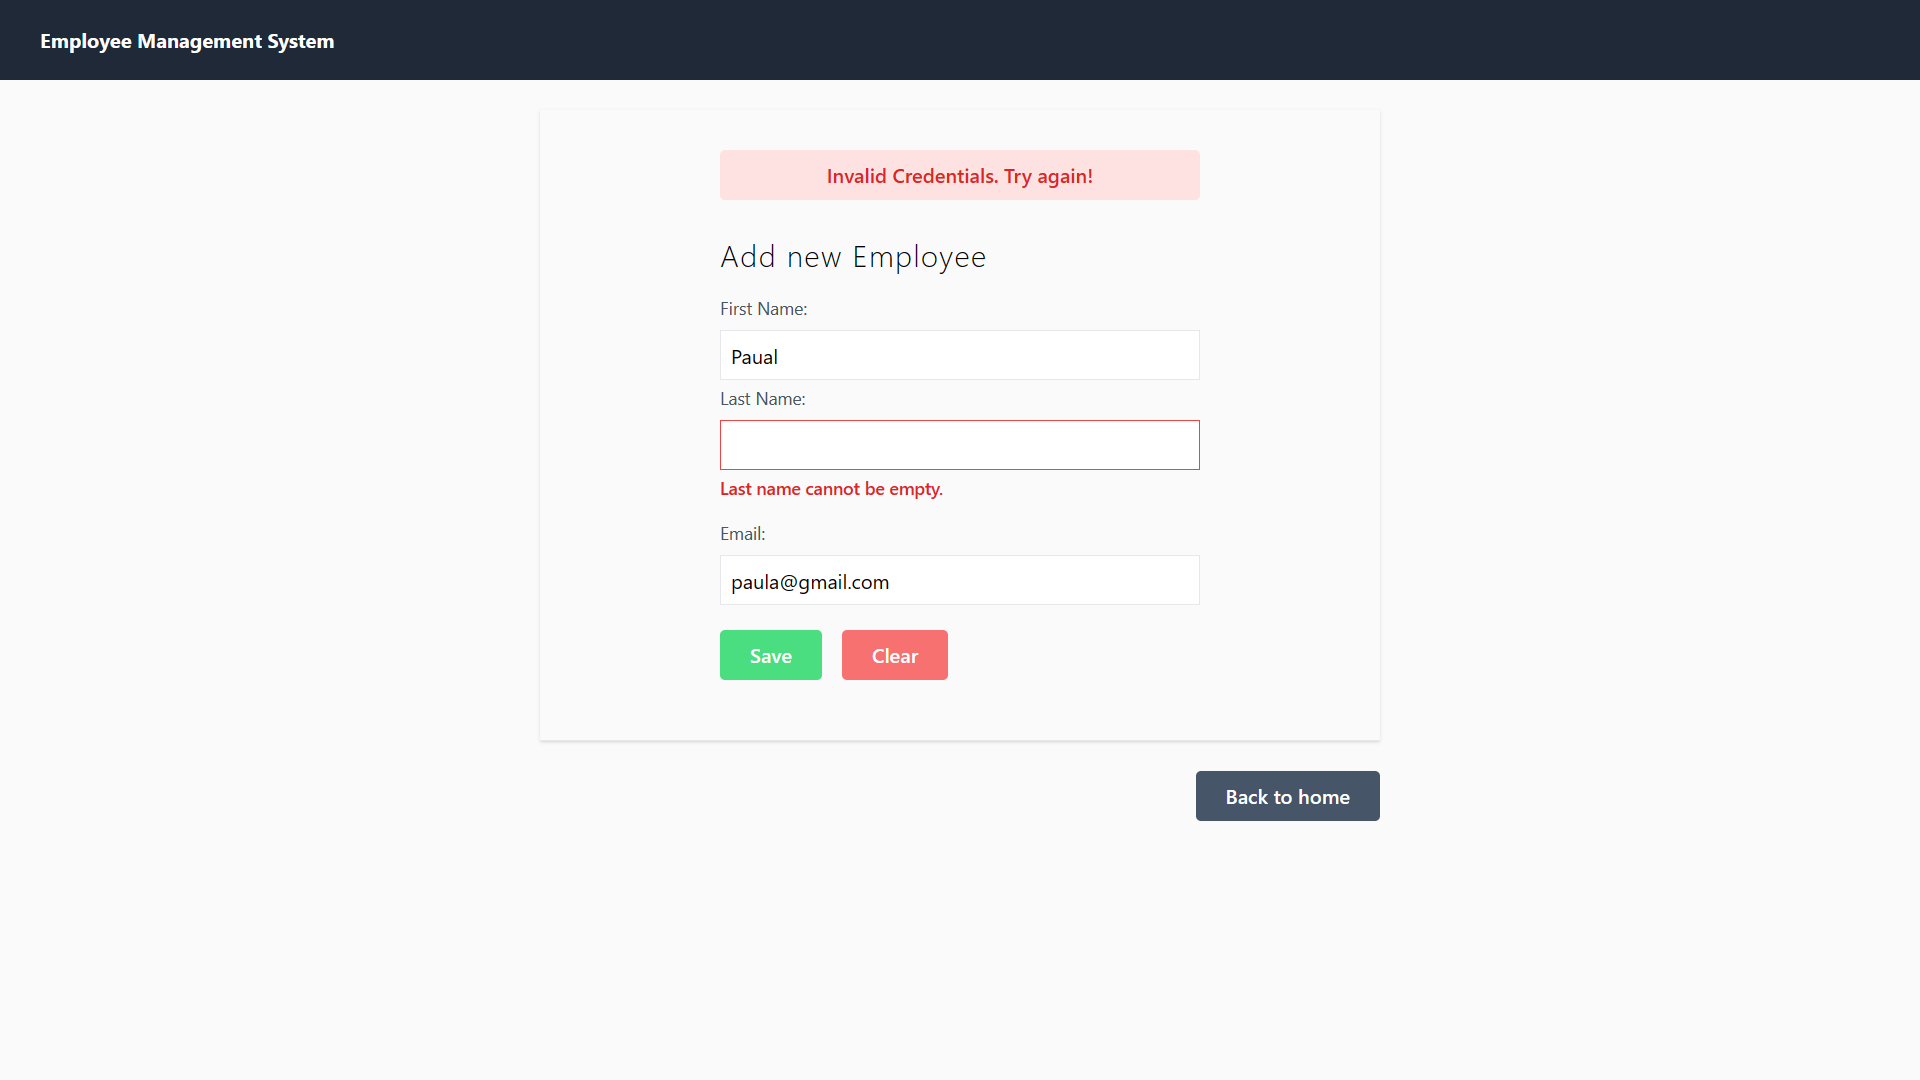 Employee Management System
Invalid Credentials. Try again!
Add new Employee
First Name:
Paual
Last Name:
Last name cannot be empty.
Email:
paula@gmail.com
Save Clear
Back to home